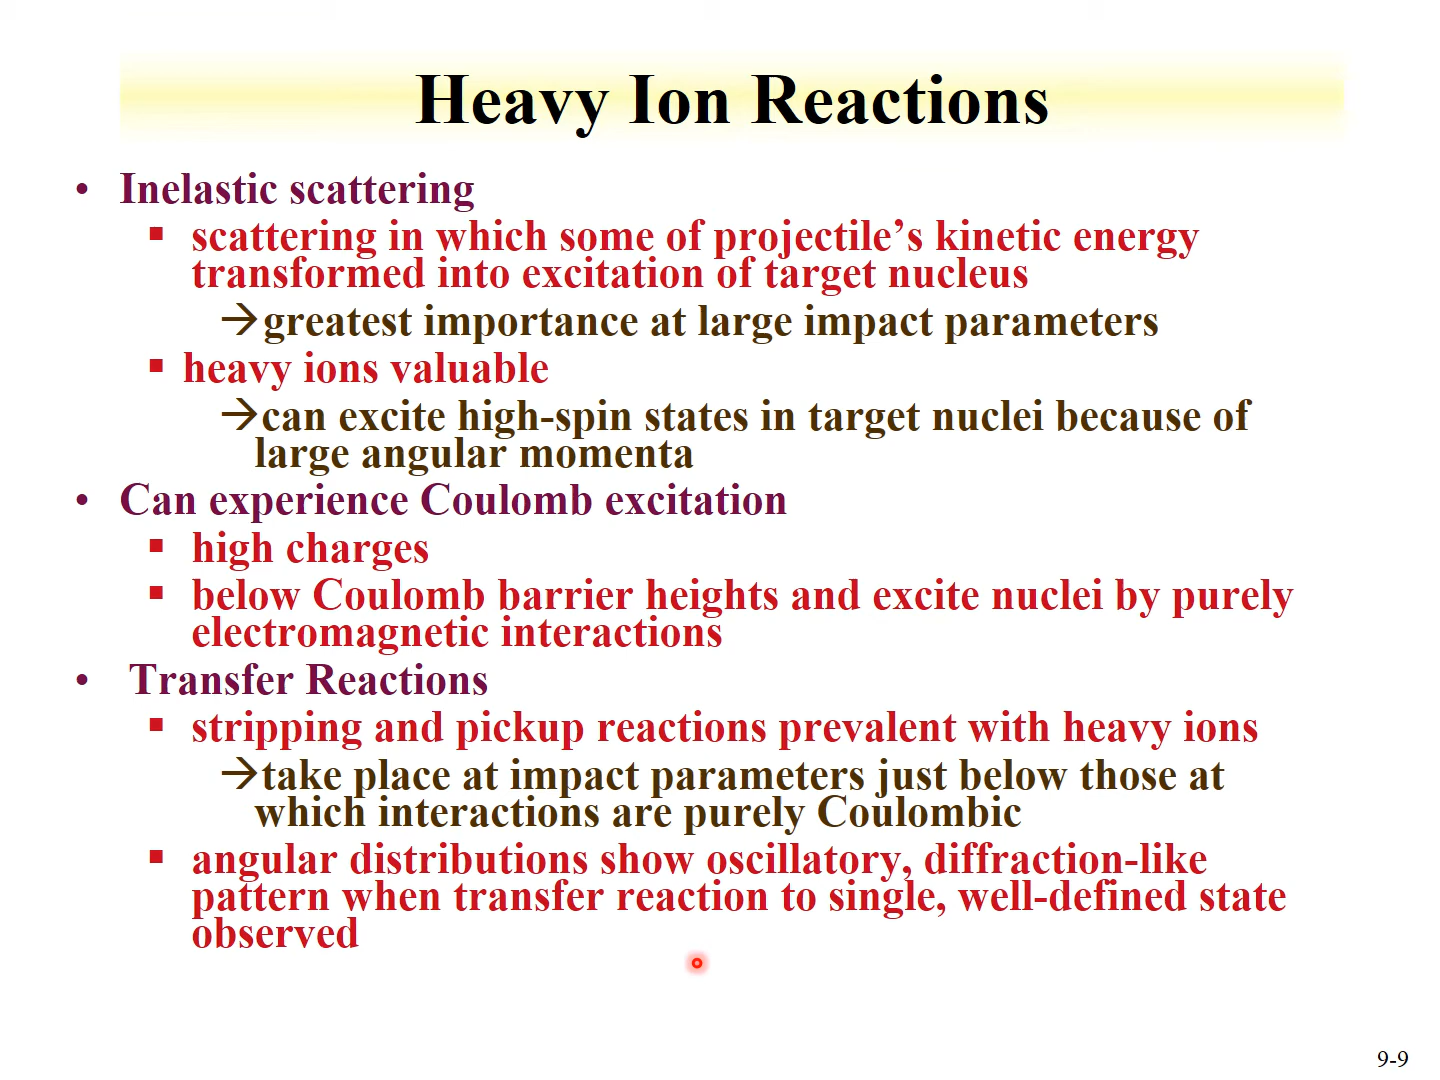 Heavy Ion Reactions
• Inelastic scattering
▪ scattering in which some of projectile’s kinetic energy
transformed into excitation of target nucleus
→greatest importance at large impact parameters
▪ heavy ions valuable
→can excite high-spin states in target nuclei because of
large angular momenta
• Can experience Coulomb excitation
▪ high charges
▪ below Coulomb barrier heights and excite nuclei by purely
electromagnetic interactions
• Transfer Reactions
▪ stripping and pickup reactions prevalent with heavy ions
→take place at impact parameters just below those at
which interactions are purely Coulombic
▪ angular distributions show oscillatory, diffraction-like
pattern when transfer reaction to single, well-defined state
observed
9-9